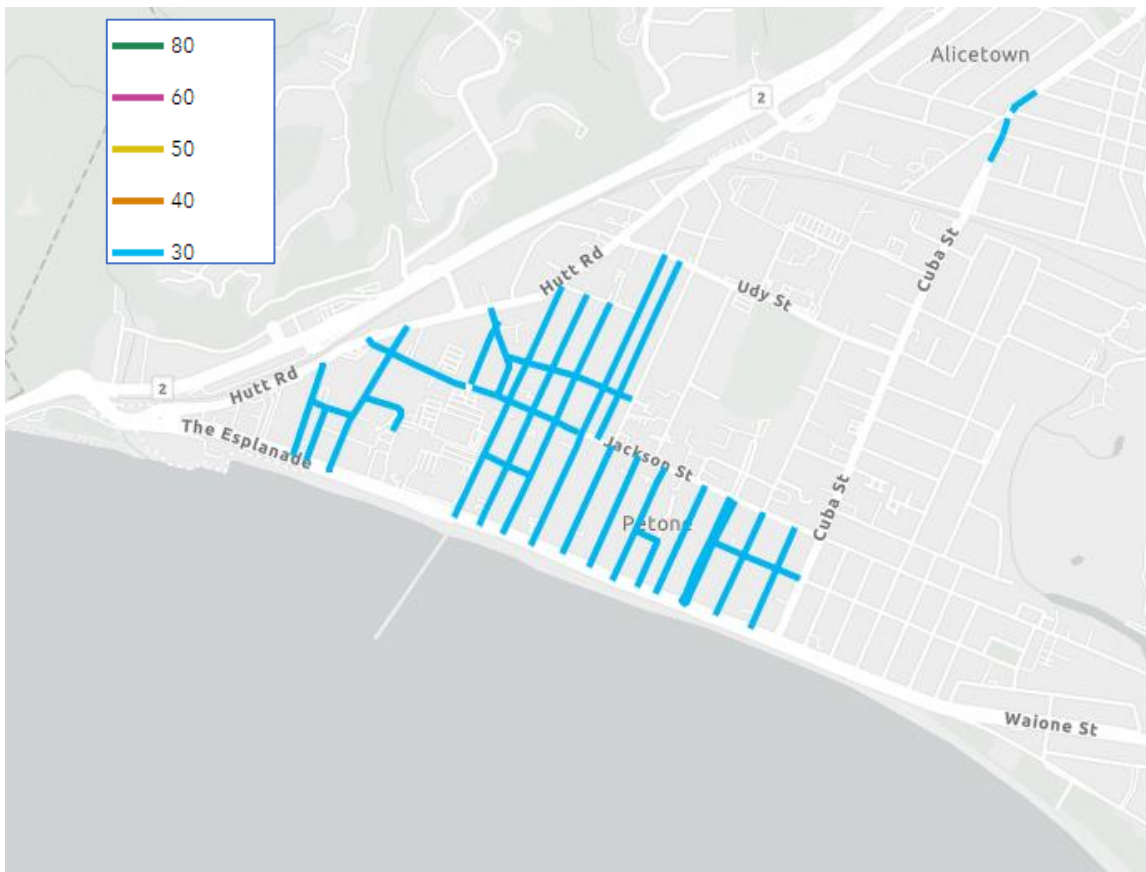 80
60
50
40
30
Alicetown
2
Hutt Rd
Udy St
Cuba St
2
Hutt Rd
The Esplanade
Jackson St
Petone
Cuba St
Waione St